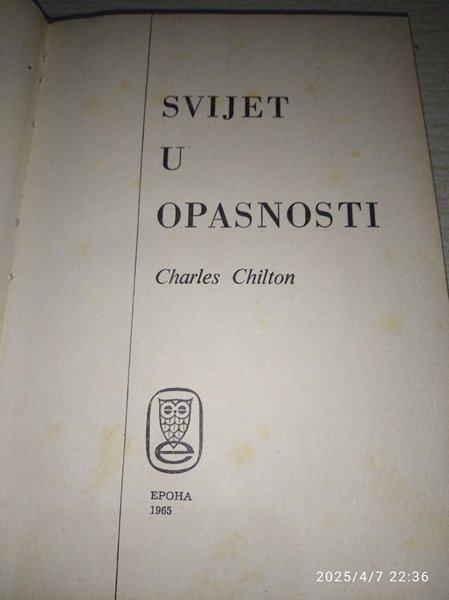 SVIJET
U
OPASNOSTI
Charles Chilton
e
EPOHA
1965
2025/4/7 22:36